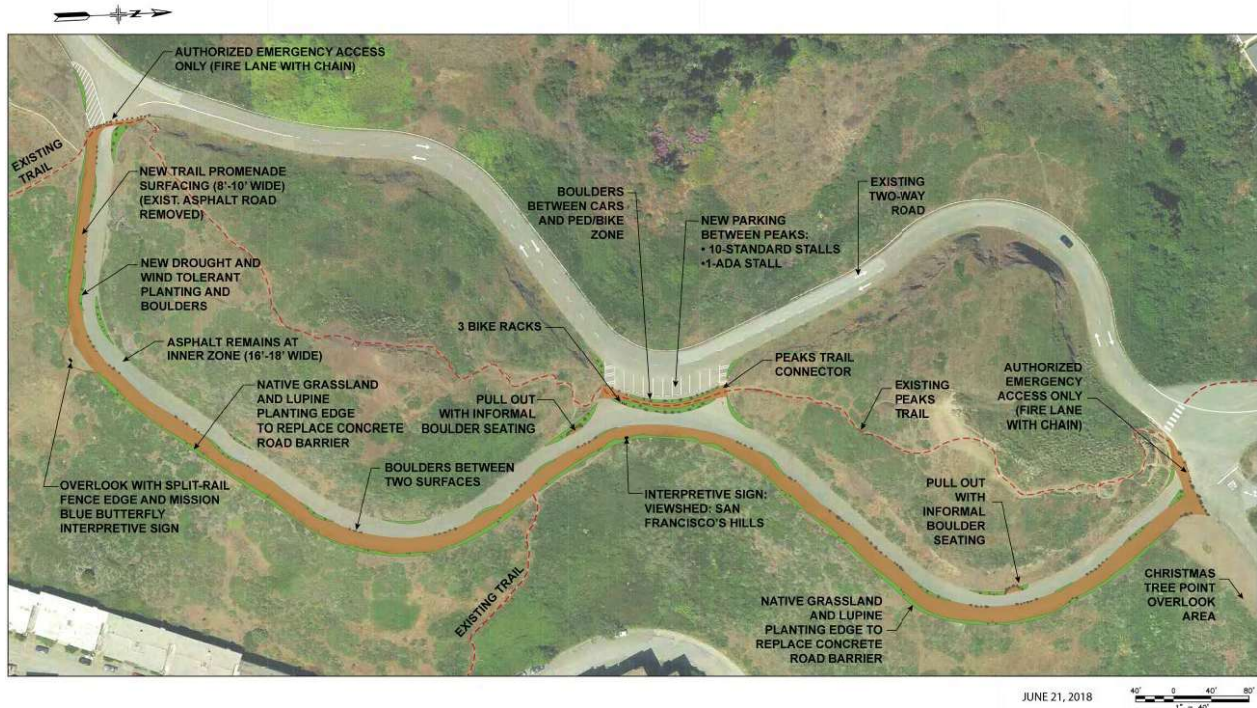 N
AUTHORIZED EMERGENCY ACCESS
ONLY (FIRE LANE WITH CHAIN)
EXISTING
TRAIL
NEW TRAIL PROMENADE
SURFACING (8'-10' WIDE)
(EXIST. ASPHALT ROAD
REMOVED)
NEW DROUGHT AND
WIND TOLERANT
PLANTING AND
BOULDERS
ASPHALT REMAINS AT
INNER ZONE (16'-18' WIDE)
NATIVE GRASSLAND
AND LUPINE
PLANTING EDGE
TO REPLACE CONCRETE
ROAD BARRIER
OVERLOOK WITH SPLIT-RAIL
FENCE EDGE AND MISSION
BLUE BUTTERFLY
INTERPRETIVE SIGN
BOULDERS BETWEEN
TWO SURFACES
3 BIKE RACKS
PULL OUT
WITH INFORMAL
BOULDER SEATING
BOULDERS
BETWEEN CARS
AND PED/BIKE
ZONE
NEW PARKING
BETWEEN PEAKS:
• 10-STANDARD STALLS
•1-ADA STALL
EXISTING
TWO-WAY
ROAD
PEAKS TRAIL
CONNECTOR
EXISTING
PEAKS
TRAIL
AUTHORIZED
EMERGENCY
ACCESS ONLY
(FIRE LANE
WITH CHAIN)
INTERPRETIVE SIGN:
VIEWSHED: SAN
FRANCISCO'S HILLS
PULL OUT
WITH
INFORMAL
BOULDER
SEATING
EXISTING TRAIL
NATIVE GRASSLAND
AND LUPINE
PLANTING EDGE TO
REPLACE CONCRETE
ROAD BARRIER
CHRISTMAS
TREE POINT
OVERLOOK
AREA
JUNE 21, 2018
40' 0 40' 80'
1" = 40'